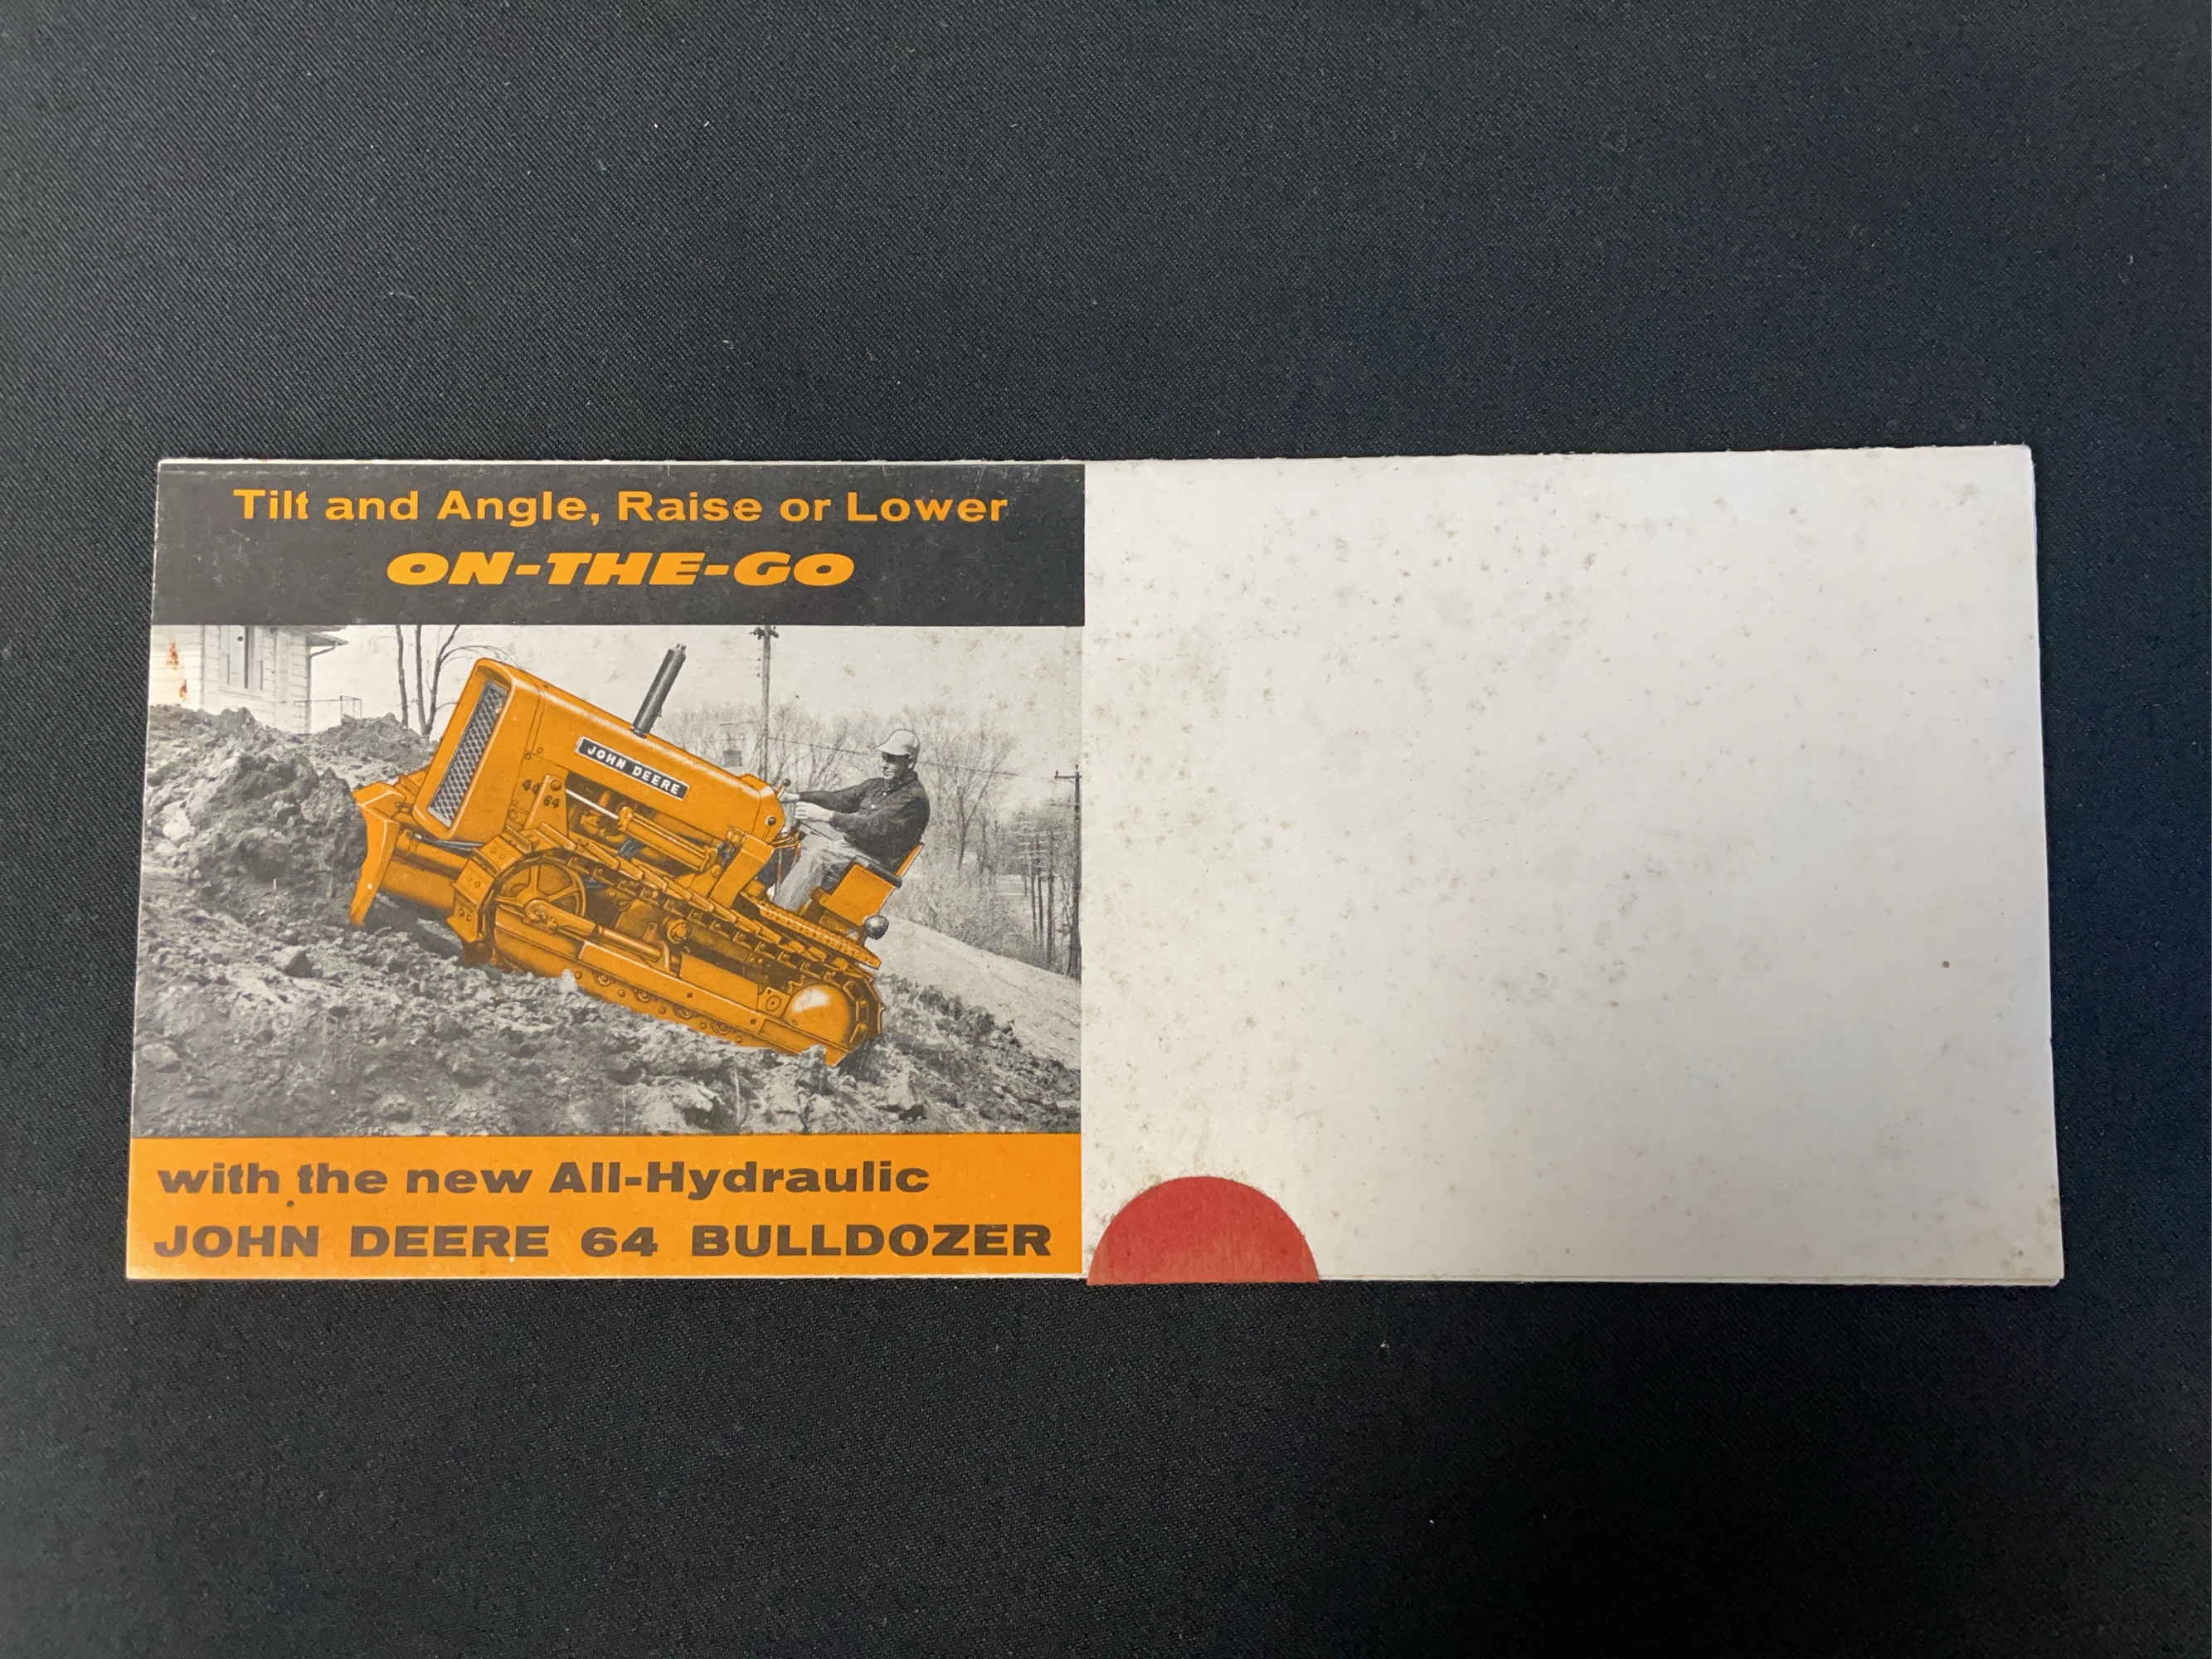 Tilt and Angle, Raise or Lower
ON-THE-GO
JOHN DEERE
64
with the new All-Hydraulic
JOHN DEERE 64 BULLDOZER